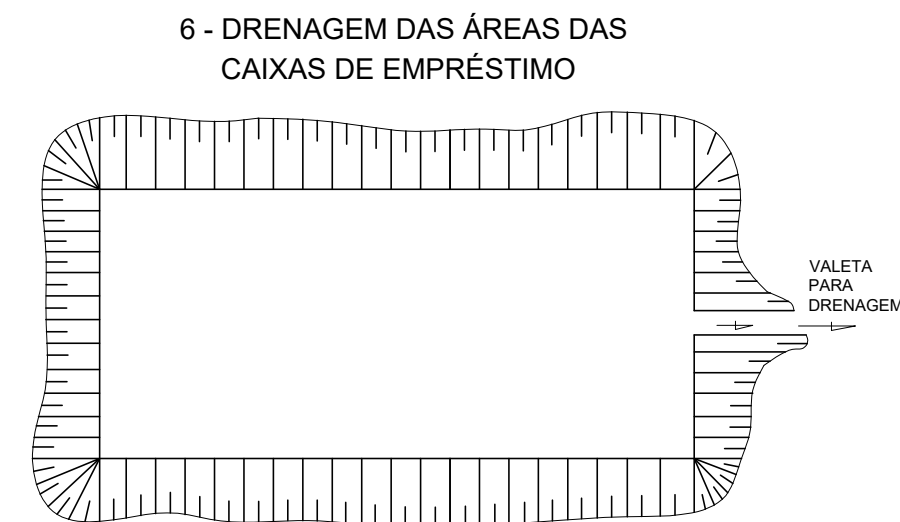 6 - DRENAGEM DAS ÁREAS DAS
CAIXAS DE EMPRÉSTIMO
VALETA
PARA
DRENAGEM